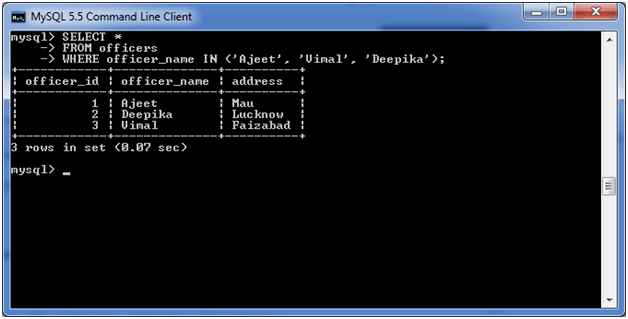 MySQL 5.5 Command Line Client
mysql> SELECT *
    -> FROM officers
    -> WHERE officer_name IN ('Ajeet', 'Vimal', 'Deepika');
+------------+--------------+----------+
| officer_id | officer_name | address  |
+------------+--------------+----------+
|          1 | Ajeet        | Mau      |
|          2 | Deepika      | Lucknow  |
|          3 | Vimal        | Faizabad |
+------------+--------------+----------+
3 rows in set (0.07 sec)
mysql> _